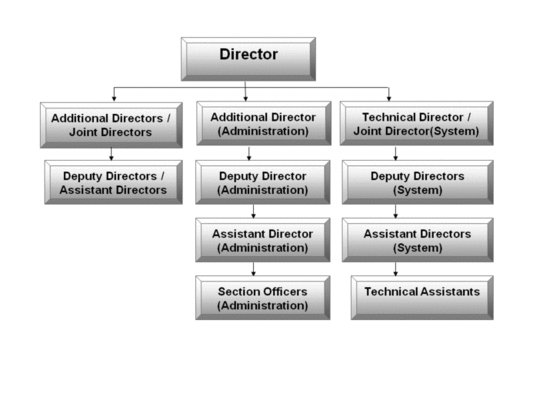 Director
Additional Directors /
Joint Directors
Additional Director
(Administration)
Technical Director /
Joint Director(System)
Deputy Directors /
Assistant Directors
Deputy Director
(Administration)
Deputy Directors
(System)
Assistant Director
(Administration)
Assistant Directors
(System)
Section Officers
(Administration)
Technical Assistants